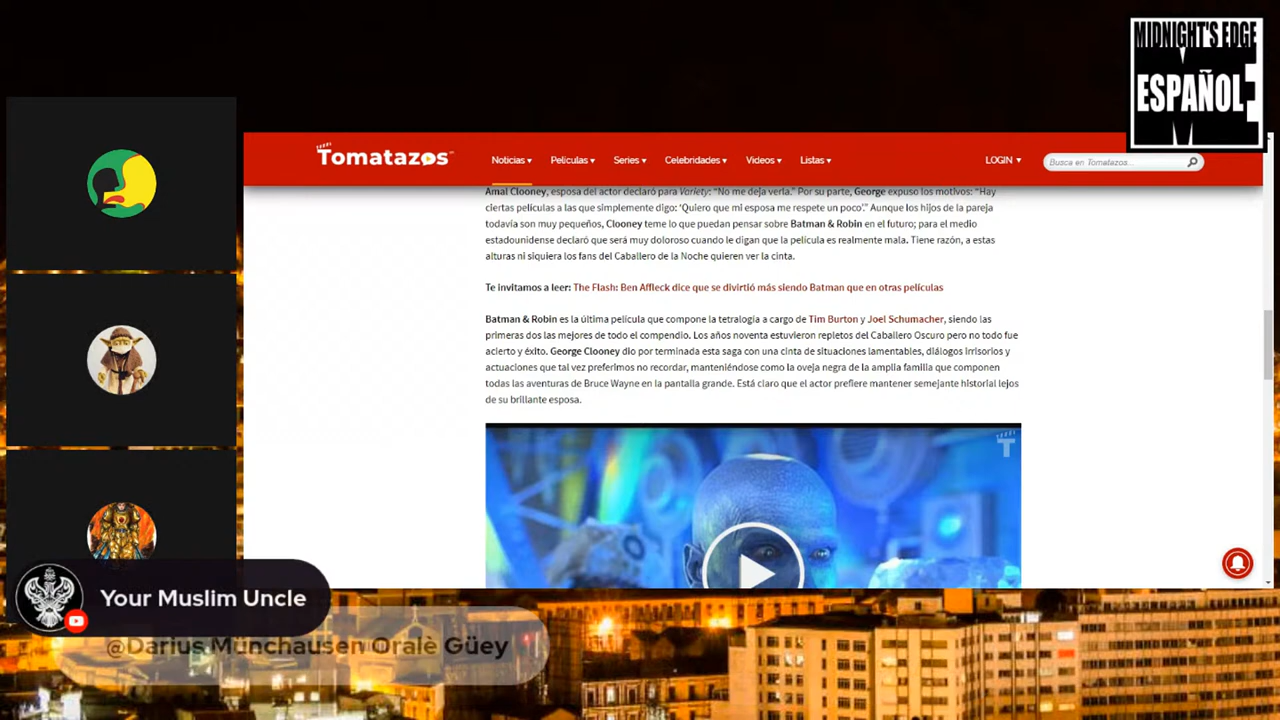 MIDNIGHT'S EDGE
ESPAÑOL
Tomatazos
Noticias
Películas
Series
Celebridades
Videos
Listas
LOGIN
Busca en Tomatazos...
Amal Clooney, esposa del actor declaró para Variety: “No me deja verla.” Por su parte, George expuso los motivos: “Hay
ciertas películas a las que simplemente digo: ‘Quiero que mi esposa me respete un poco’.” Aunque los hijos de la pareja
todavía son muy pequeños, Clooney teme lo que puedan pensar sobre Batman & Robin en el futuro; para el medio
estadounidense declaró que será muy doloroso cuando le digan que la película es realmente mala. Tiene razón, a estas
alturas ni siquiera los fans del Caballero de la Noche quieren ver la cinta.
Te invitamos a leer: The Flash: Ben Affleck dice que se divirtió más siendo Batman que en otras películas
Batman & Robin es la última película que compone la tetralogía a cargo de Tim Burton y Joel Schumacher, siendo las
primeras dos las mejores de todo el compendio. Los años noventa estuvieron repletos del Caballero Oscuro pero no todo fue
acierto y éxito. George Clooney dio por terminada esta saga con una cinta de situaciones lamentables, diálogos irrisorios y
actuaciones que tal vez preferimos no recordar, manteniéndose como la oveja negra de la amplia familia que componen
todas las aventuras de Bruce Wayne en la pantalla grande. Está claro que el actor prefiere mantener semejante historial lejos
de su brillante esposa.
T
Your Muslim Uncle
@Darius Münchausen Oralè Güey